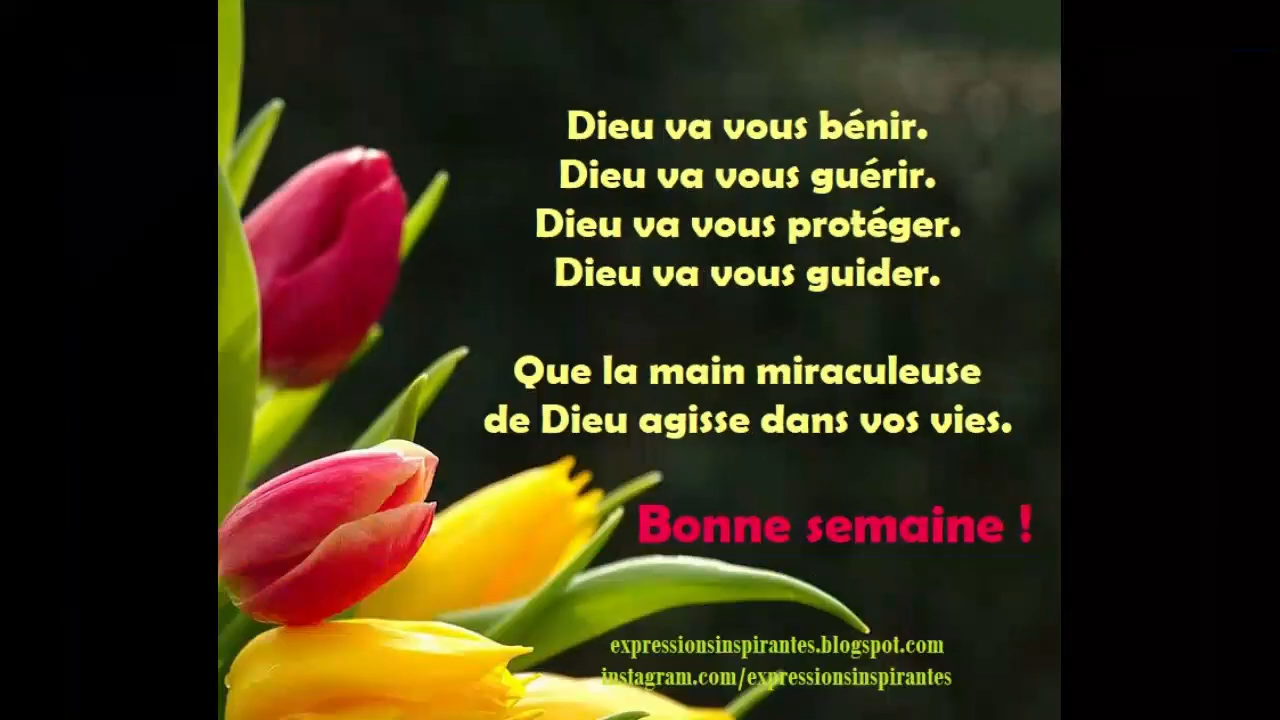 Dieu va vous bénir.
Dieu va vous guérir.
Dieu va vous protéger.
Dieu va vous guider.
Que la main miraculeuse
de Dieu agisse dans vos vies.
Bonne semaine !
expressionsinspirantes.blogspot.com
instagram.com/expressionsinspirantes